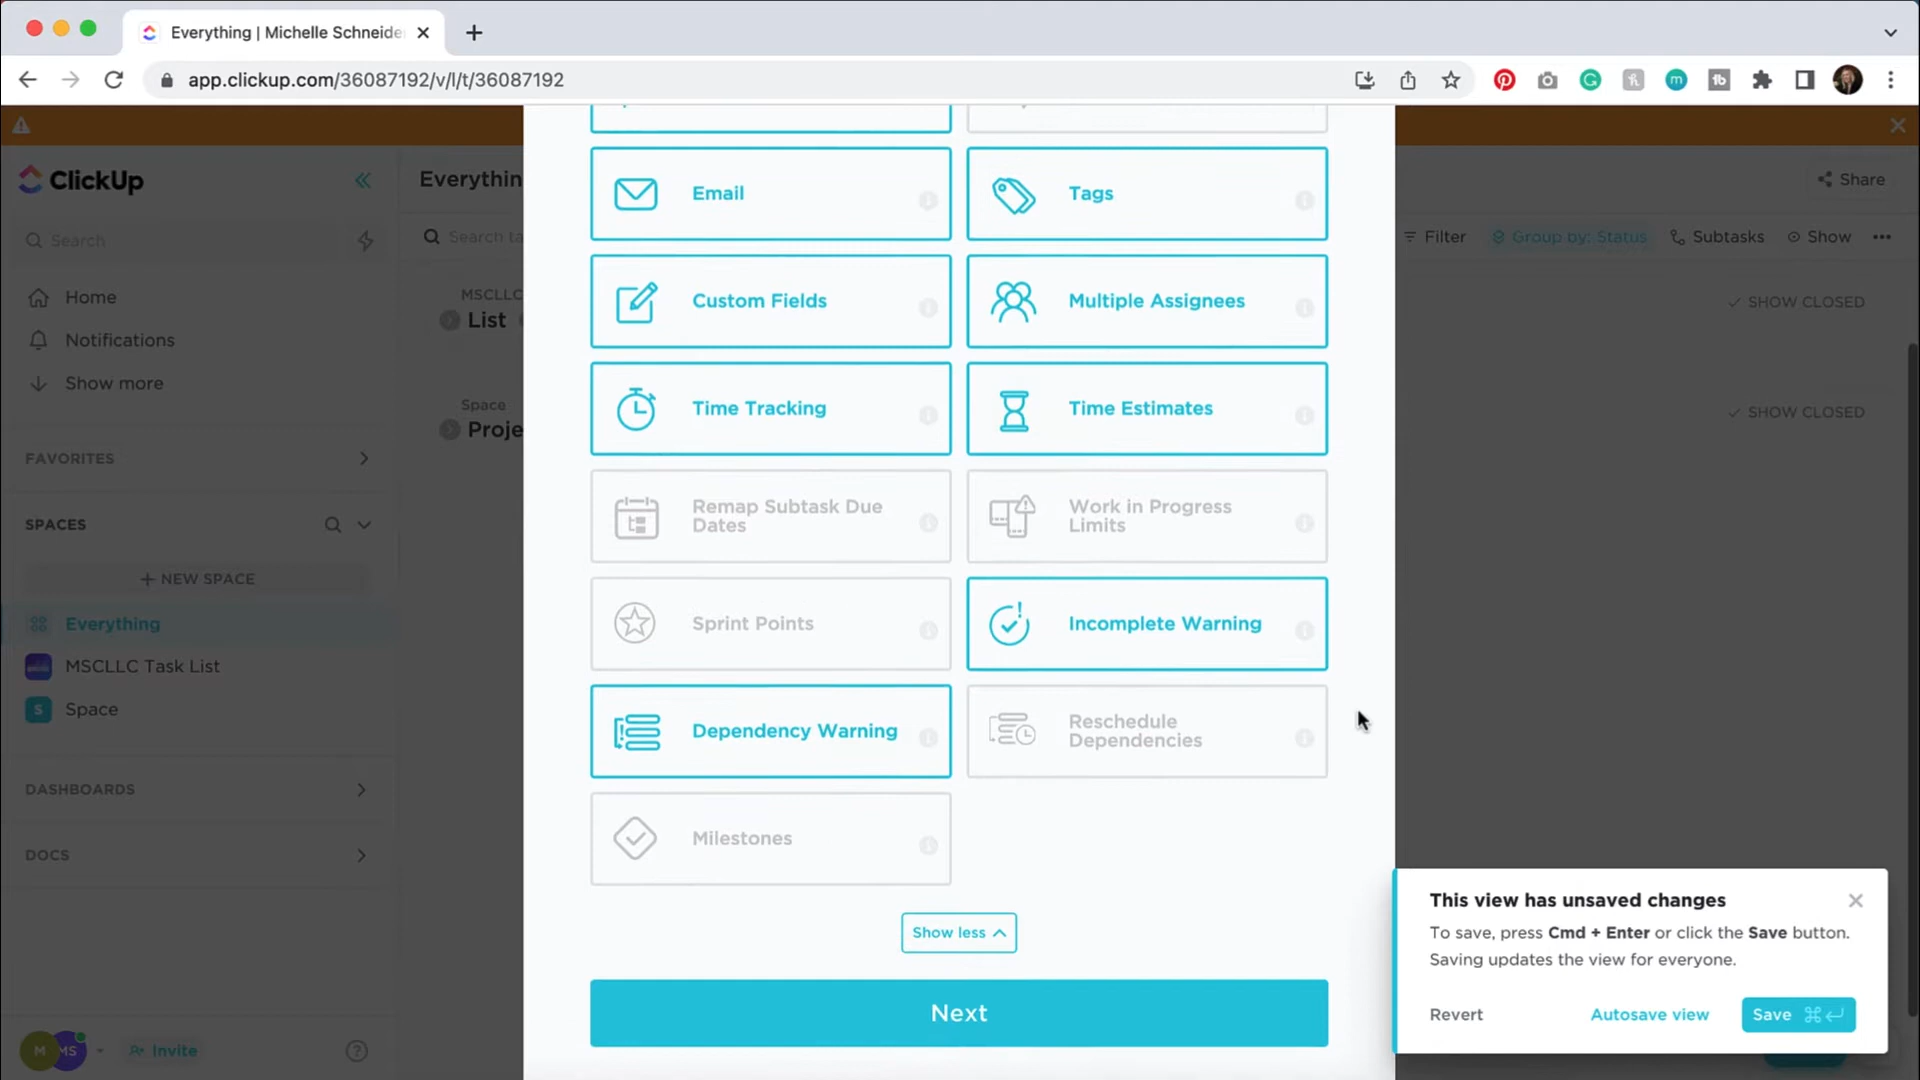 Everything | Michelle Schneide
app.clickup.com/36087192/v/l/t/36087192
ClickUp
Everythin
Share
Search
Search ta
Filter
Group by: Status
Subtasks
Show
Home
Notifications
Show more
FAVORITES
SPACES
+ NEW SPACE
Everything
MSCLLC Task List
S
Space
DASHBOARDS
DOCS
M
MS
Invite
MSCLLC
List
SHOW CLOSED
Space
Proje
SHOW CLOSED
Email
Tags
Custom Fields
Multiple Assignees
Time Tracking
Time Estimates
Remap Subtask Due
Dates
Work in Progress
Limits
Sprint Points
Incomplete Warning
Dependency Warning
Reschedule
Dependencies
Milestones
Show less
Next
This view has unsaved changes
To save, press Cmd + Enter or click the Save button.
Saving updates the view for everyone.
Revert
Autosave view
Save ⌘↵